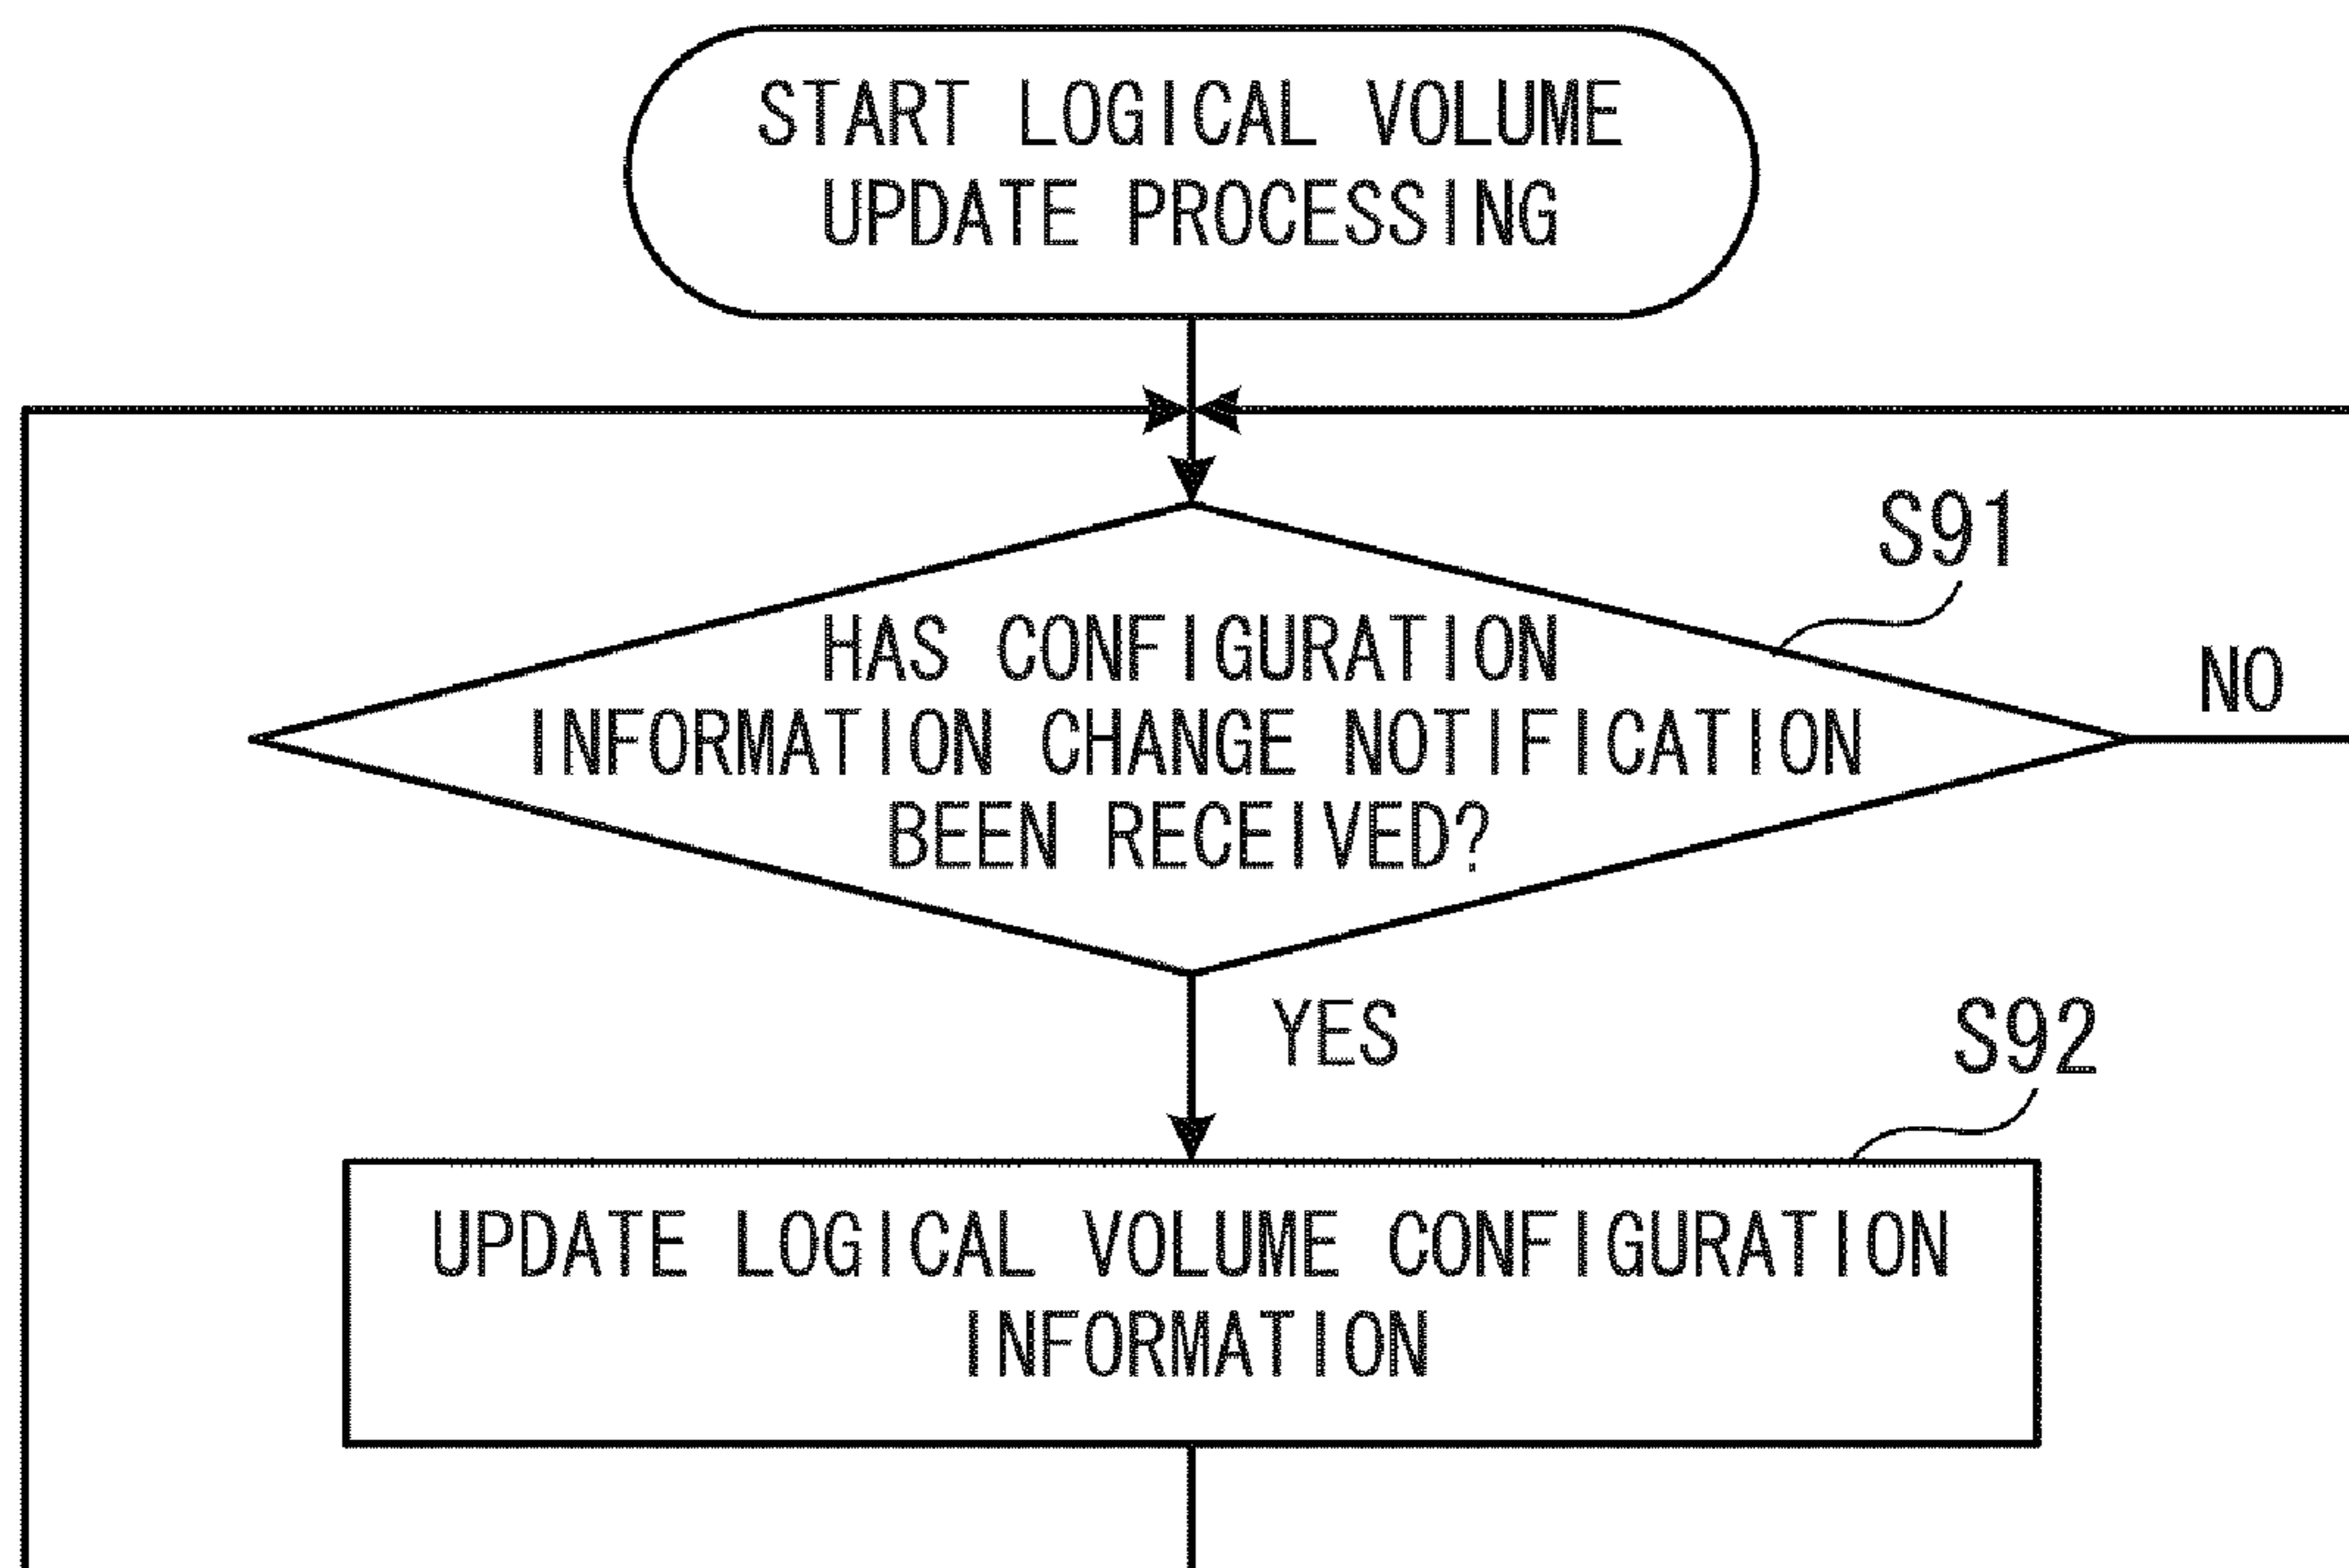 START LOGICAL VOLUME
UPDATE PROCESSING
S91
HAS CONFIGURATION
INFORMATION CHANGE NOTIFICATION
BEEN RECEIVED?
NO
YES
S92
UPDATE LOGICAL VOLUME CONFIGURATION
INFORMATION